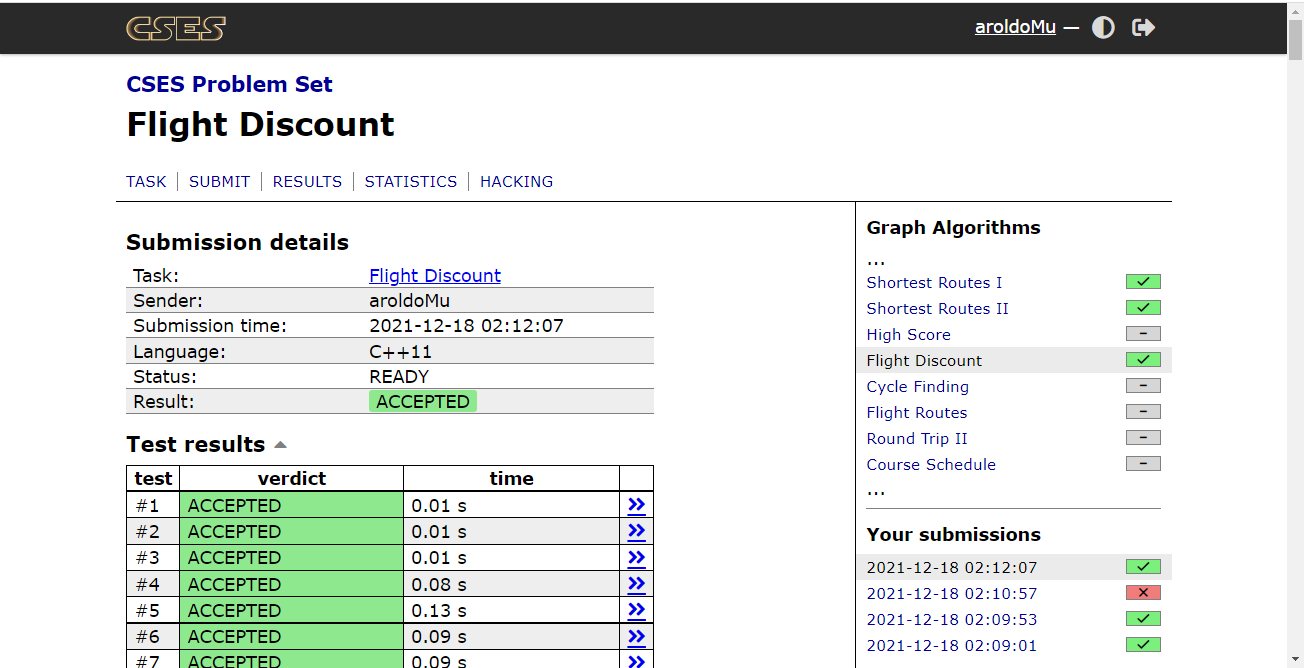 CSES
aroldoMu —
CSES Problem Set
Flight Discount
TASK SUBMIT RESULTS STATISTICS HACKING
Submission details
Task: Flight Discount
Sender: aroldoMu
Submission time: 2021-12-18 02:12:07
Language: C++11
Status: READY
Result: ACCEPTED
Test results
test verdict time
#1 ACCEPTED 0.01 s »
#2 ACCEPTED 0.01 s »
#3 ACCEPTED 0.01 s »
#4 ACCEPTED 0.08 s »
#5 ACCEPTED 0.13 s »
#6 ACCEPTED 0.09 s »
#7 ACCEPTED 0.09 s »
Graph Algorithms
...
Shortest Routes I
Shortest Routes II
High Score –
Flight Discount
Cycle Finding –
Flight Routes –
Round Trip II –
Course Schedule –
...
Your submissions
2021-12-18 02:12:07
2021-12-18 02:10:57
2021-12-18 02:09:53
2021-12-18 02:09:01